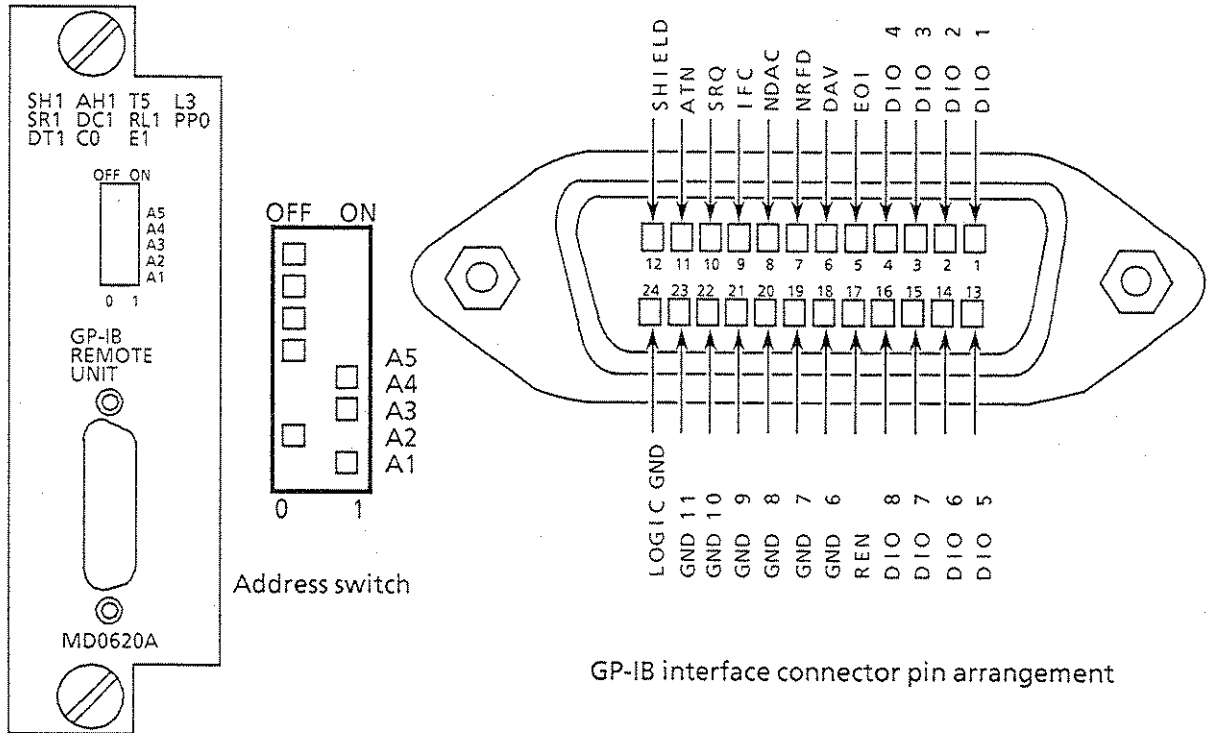 SH1 AH1 T5 L3
SR1 DC1 RL1 PP0
DT1 C0 E1
OFF ON
A5
A4
A3
A2
A1
0 1
GP-IB
REMOTE
UNIT
MD0620A
OFF ON
A5
A4
A3
A2
A1
0 1
Address switch
SHIELD
ATN
SRQ
IFC
NDAC
NRFD
DAV
EOI
DIO 4
DIO 3
DIO 2
DIO 1
12 11 10 9 8 7 6 5 4 3 2 1
24 23 22 21 20 19 18 17 16 15 14 13
LOGIC GND
GND 11
GND 10
GND 9
GND 8
GND 7
GND 6
REN
DIO 8
DIO 7
DIO 6
DIO 5
GP-IB interface connector pin arrangement